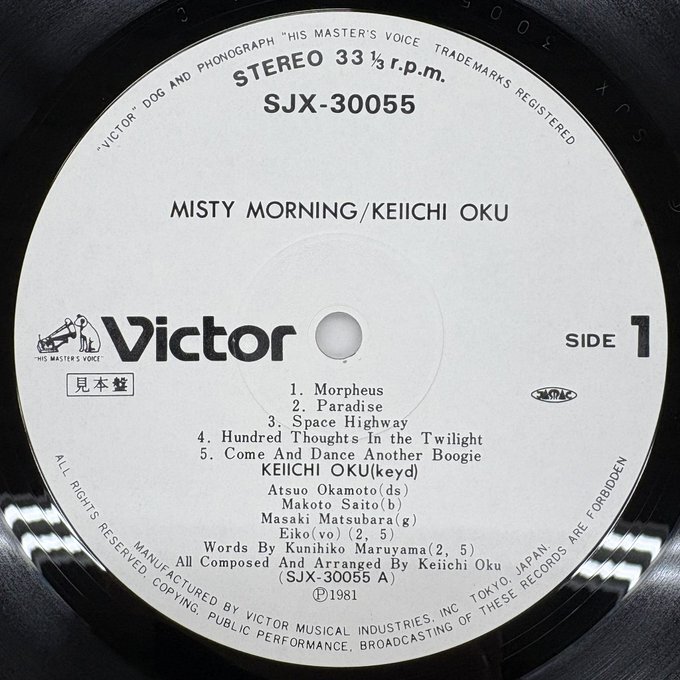 "VICTOR" DOG AND PHONOGRAPH "HIS MASTER'S VOICE TRADEMARKS REGISTERED
STEREO 33 1/3 r.p.m.
SJX-30055
MISTY MORNING/KEIICHI OKU
"HIS MASTER'S VOICE"
Victor
SIDE 1
見本盤
JASRAC
1. Morpheus
2. Paradise
3. Space Highway
4. Hundred Thoughts In the Twilight
5. Come And Dance Another Boogie
KEIICHI OKU(keyd)
Atsuo Okamoto(ds)
Makoto Saito(b)
Masaki Matsubara(g)
Eiko(vo)(2, 5)
Words By Kunihiko Maruyama(2, 5)
All Composed and Arranged By Keiichi Oku
(SJX-30055 A)
Ⓟ1981
MANUFACTURED BY VICTOR MUSICAL INDUSTRIES, INC. TOKYO, JAPAN.
ALL RIGHTS RESERVED, COPYING, PUBLIC PERFORMANCE, BROADCASTING OF THESE RECORDS ARE FORBIDDEN